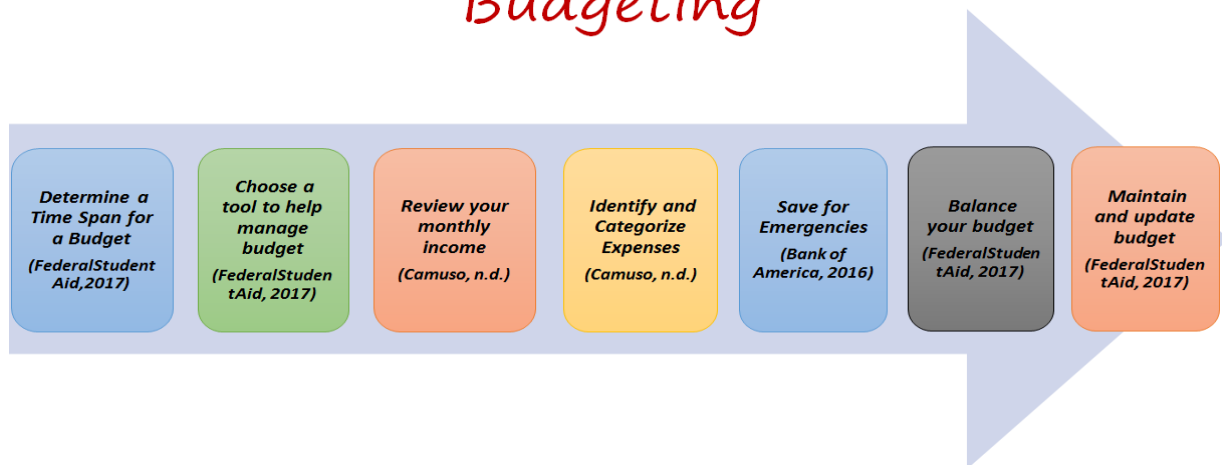 Budgeting
Determine a
Time Span for
a Budget
(FederalStudent
Aid,2017)
Choose a
tool to help
manage
budget
(FederalStuden
tAid, 2017)
Review your
monthly
income
(Camuso, n.d.)
Identify and
Categorize
Expenses
(Camuso, n.d.)
Save for
Emergencies
(Bank of
America, 2016)
Balance
your budget
(FederalStuden
tAid, 2017)
Maintain
and update
budget
(FederalStuden
tAid, 2017)